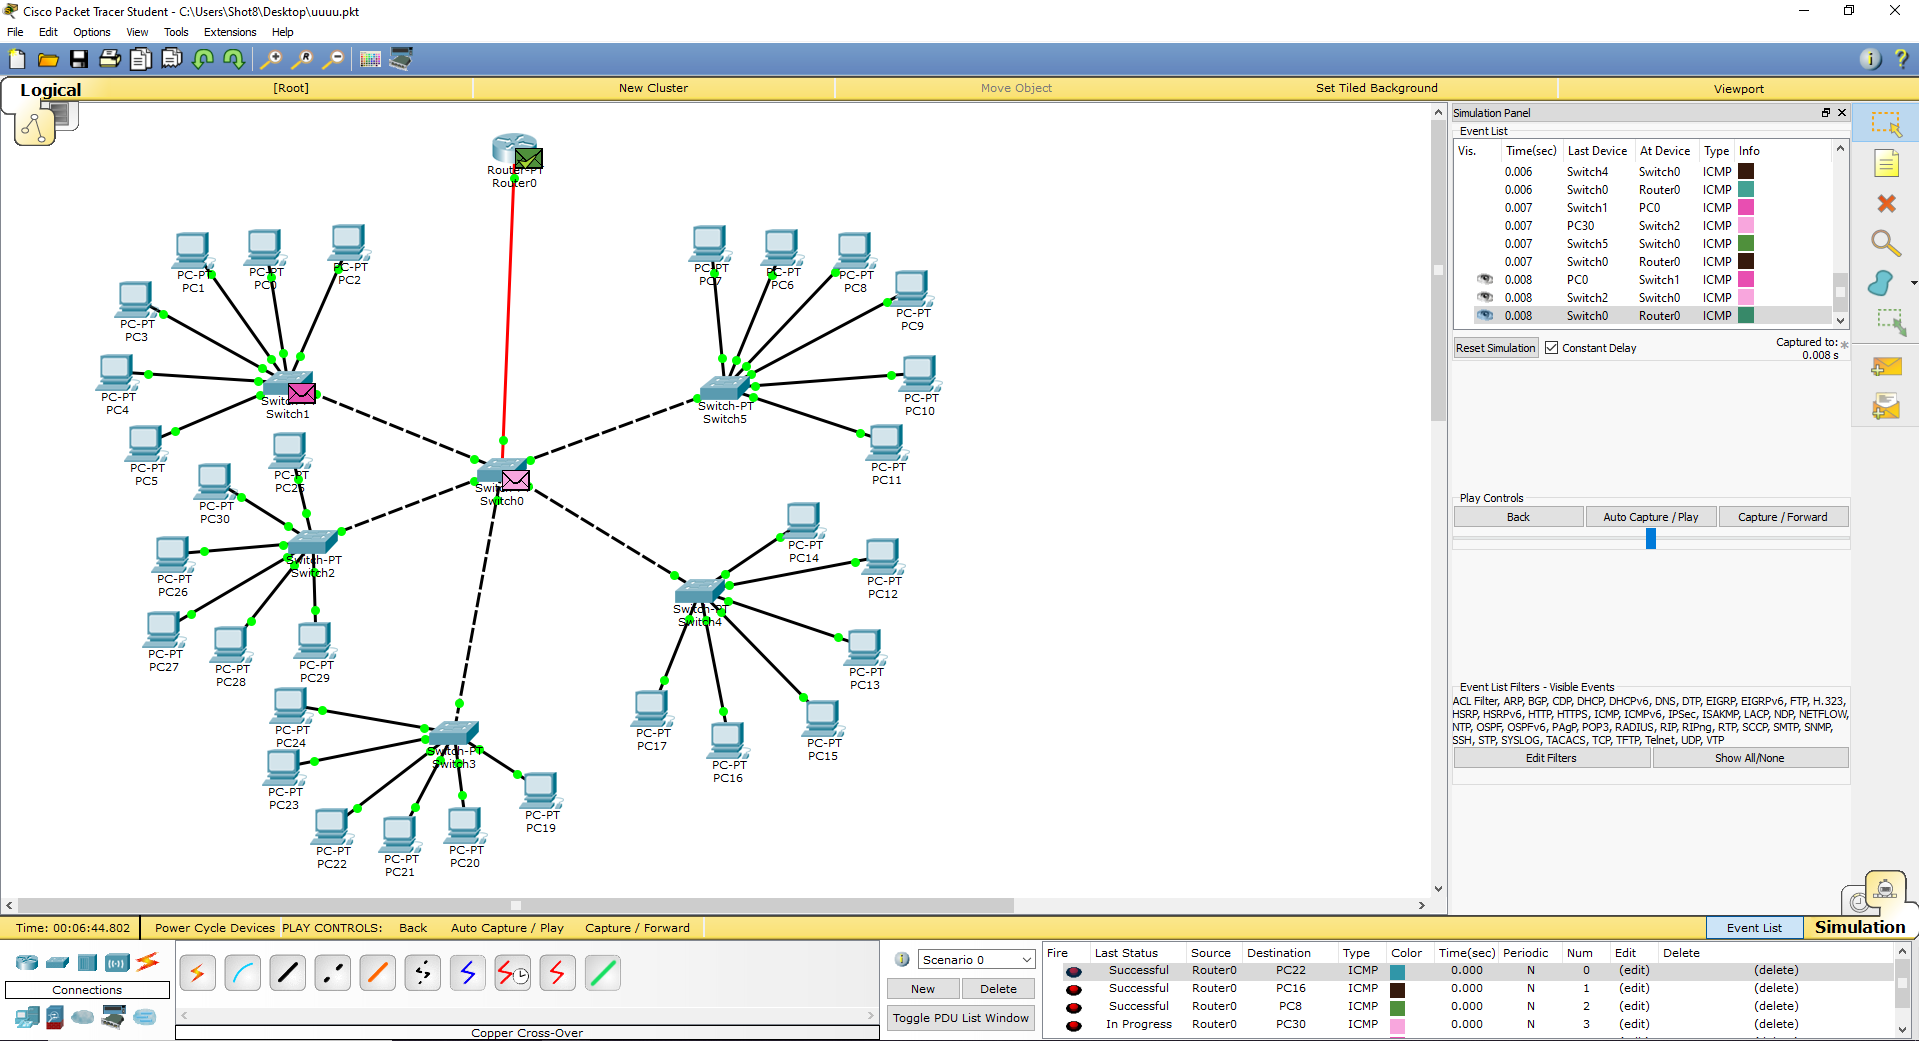 Cisco Packet Tracer Student - C:\Users\Shot8\Desktop\uuuu.pkt
File Edit Options View Tools Extensions Help
Logical [Root] New Cluster Move Object Set Tiled Background Viewport
Router-PT
Router0
PC-PT
PC1
PC-PT
PC0
PC-PT
PC2
PC-PT
PC3
PC-PT
PC4
PC-PT
PC5
Switch1
PC-PT
PC7
PC-PT
PC6
PC-PT
PC8
PC-PT
PC9
PC-PT
PC10
PC-PT
PC11
Switch-PT
Switch5
Switch0
PC-PT
PC25
PC-PT
PC30
PC-PT
PC26
PC-PT
PC27
PC-PT
PC28
PC-PT
PC29
Switch-PT
Switch2
PC-PT
PC14
PC-PT
PC12
PC-PT
PC13
PC-PT
PC15
PC-PT
PC16
PC-PT
PC17
Switch-PT
Switch4
PC-PT
PC24
PC-PT
PC23
PC-PT
PC22
PC-PT
PC21
PC-PT
PC20
PC-PT
PC19
Switch-PT
Switch3
Simulation Panel
Event List
Vis. Time(sec) Last Device At Device Type Info
0.006 Switch4 Switch0 ICMP
0.006 Switch0 Router0 ICMP
0.007 Switch1 PC0 ICMP
0.007 PC30 Switch2 ICMP
0.007 Switch5 Switch0 ICMP
0.007 Switch0 Router0 ICMP
0.008 PC0 Switch1 ICMP
0.008 Switch2 Switch0 ICMP
0.008 Switch0 Router0 ICMP
Reset Simulation Constant Delay Captured to: *
0.008 s
Play Controls
Back Auto Capture / Play Capture / Forward
Event List Filters - Visible Events
ACL Filter, ARP, BGP, CDP, DHCP, DHCPv6, DNS, DTP, EIGRP, EIGRPv6, FTP, H.323,
HSRP, HSRPv6, HTTP, HTTPS, ICMP, ICMPv6, IPSec, ISAKMP, LACP, NDP, NETFLOW,
NTP, OSPF, OSPFv6, PAgP, POP3, RADIUS, RIP, RIPng, RTP, SCCP, SMTP, SNMP,
SSH, STP, SYSLOG, TACACS, TCP, TFTP, Telnet, UDP, VTP
Edit Filters Show All/None
Time: 00:06:44.802 Power Cycle Devices PLAY CONTROLS: Back Auto Capture / Play Capture / Forward Event List Simulation
Connections
Copper Cross-Over
Scenario 0
New Delete
Toggle PDU List Window
Fire Last Status Source Destination Type Color Time(sec) Periodic Num Edit Delete
Successful Router0 PC22 ICMP 0.000 N 0 (edit) (delete)
Successful Router0 PC16 ICMP 0.000 N 1 (edit) (delete)
Successful Router0 PC8 ICMP 0.000 N 2 (edit) (delete)
In Progress Router0 PC30 ICMP 0.000 N 3 (edit) (delete)